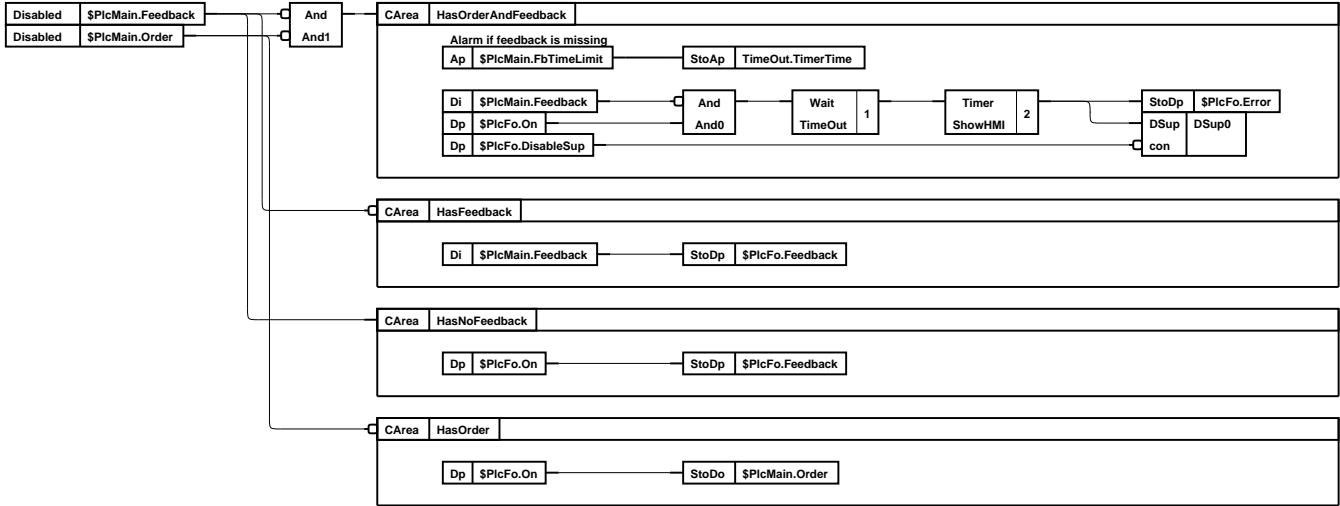 Disabled $PlcMain.Feedback
Disabled $PlcMain.Order
And
And1
CArea HasOrderAndFeedback
Alarm if feedback is missing
Ap $PlcMain.FbTimeLimit StoAp TimeOut.TimerTime
Di $PlcMain.Feedback And Wait 1 Timer 2 StoDp $PlcFo.Error
Dp $PlcFo.On And0 TimeOut ShowHMI DSup DSup0
Dp $PlcFo.DisableSup con
CArea HasFeedback
Di $PlcMain.Feedback StoDp $PlcFo.Feedback
CArea HasNoFeedback
Dp $PlcFo.On StoDp $PlcFo.Feedback
CArea HasOrder
Dp $PlcFo.On StoDo $PlcMain.Order